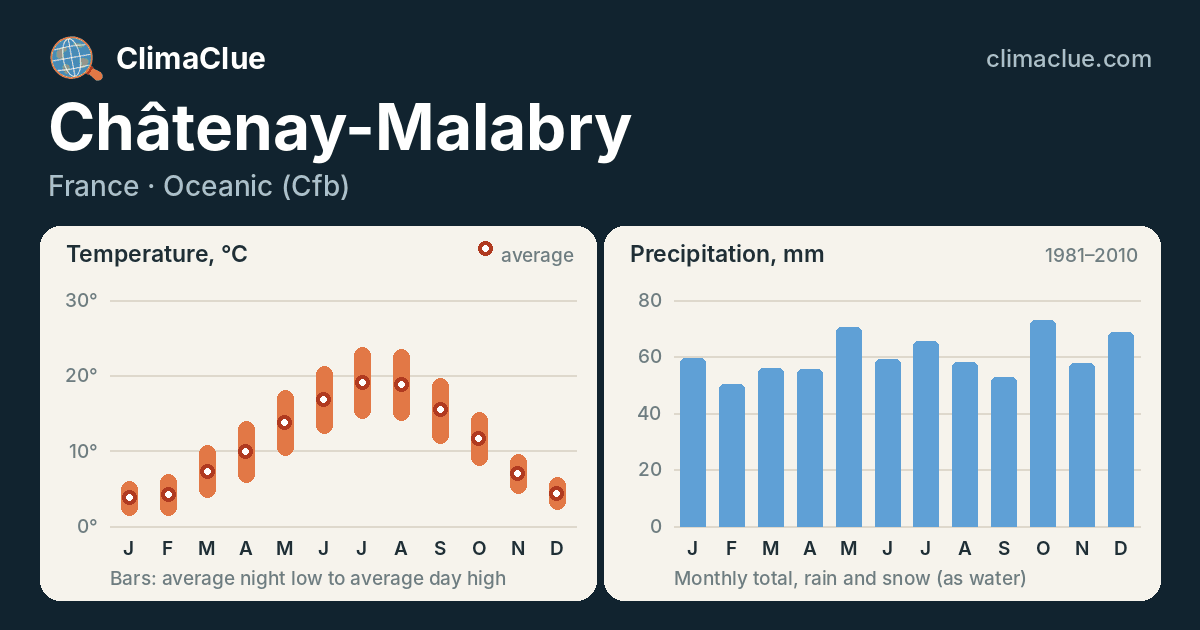 ClimaClue
climaclue.com
Châtenay-Malabry
France · Oceanic (Cfb)
Temperature, °C
average
30°
20°
10°
0°
J F M A M J J A S O N D
Bars: average night low to average day high
Precipitation, mm
1981–2010
80
60
40
20
0
J F M A M J J A S O N D
Monthly total, rain and snow (as water)